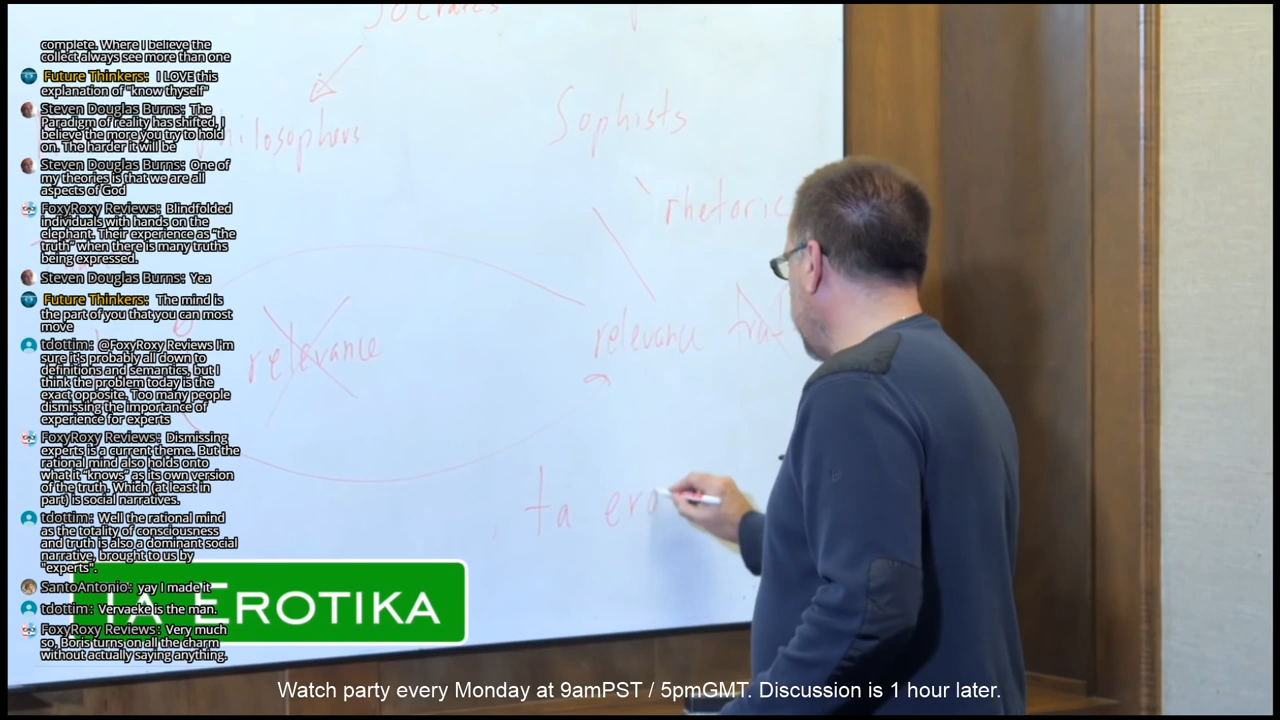 complete. Where I believe the
collect always see more than one
Future Thinkers: I LOVE this
explanation of "know thyself"
Steven Douglas Burns: The
Paradigm of reality has shifted, I
believe the more you try to hold
on. The harder it will be
Steven Douglas Burns: One of
my theories is that we are all
aspects of God
FoxyRoxy Reviews: Blindfolded
individuals with hands on the
elephant. Their experience as "the
truth" when there is many truths
being expressed.
Steven Douglas Burns: Yea
Future Thinkers: The mind is
the part of you that you can most
move
tdottim: @FoxyRoxy Reviews I'm
sure it's probably all down to
definitions and semantics, but I
think the problem today is the
exact opposite. Too many people
dismissing the importance of
experience for experts
FoxyRoxy Reviews: Dismissing
experts is a current theme. But the
rational mind also holds onto
what it "knows" as its own version
of the truth. Which (at least in
part) is social narratives.
tdottim: Well the rational mind
as the totality of consciousness
and truth is also a dominant social
narrative, brought to us by
"experts".
SantoAntonio: yay I made it
tdottim: Vervaeke is the man.
FoxyRoxy Reviews: Very much
so, Boris turns on all the charm
without actually saying anything.
Socrates
philosophers
Sophists
rhetoric
relevance
relevance
ta ero
TA EROTIKA
Watch party every Monday at 9amPST / 5pmGMT. Discussion is 1 hour later.